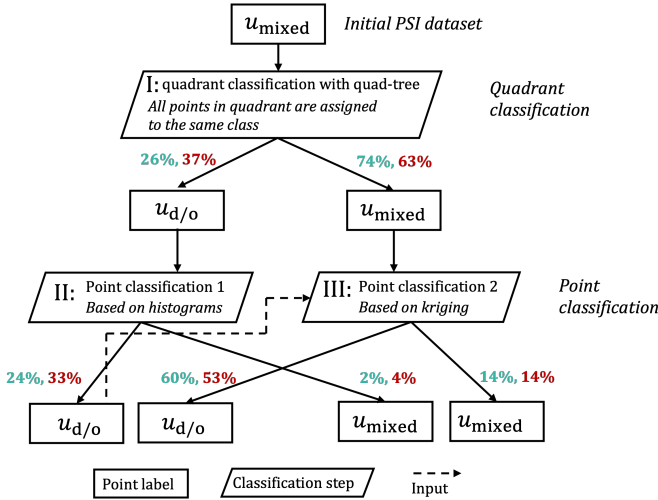 u_mixed Initial PSI dataset
I: quadrant classification with quad-tree
All points in quadrant are assigned
to the same class
Quadrant
classification
26%, 37% 74%, 63%
u_d/o u_mixed
II: Point classification 1
Based on histograms
III: Point classification 2
Based on kriging
Point
classification
24%, 33% 60%, 53% 2%, 4% 14%, 14%
u_d/o u_d/o u_mixed u_mixed
Point label Classification step Input